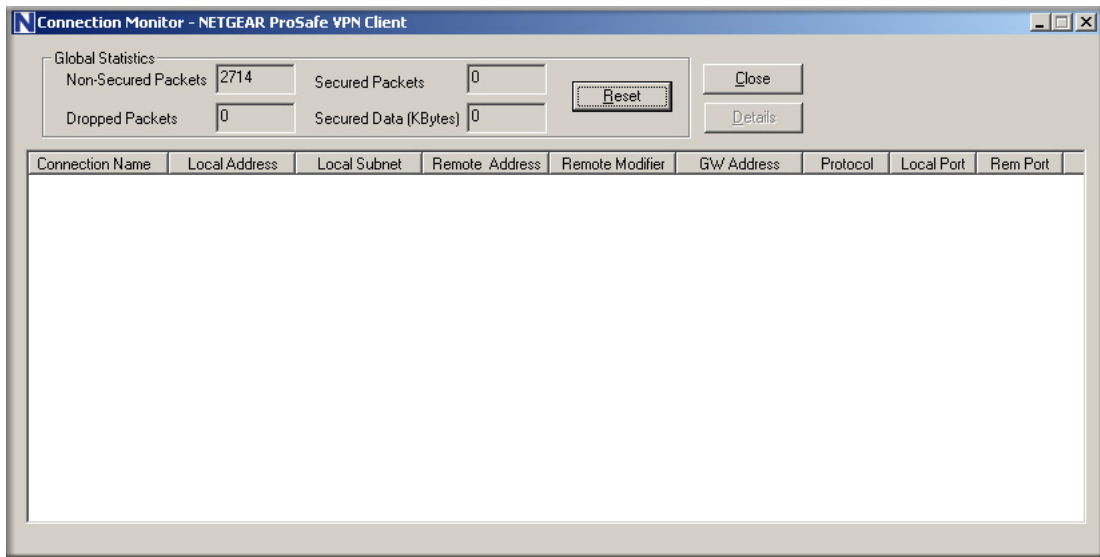 N Connection Monitor - NETGEAR ProSafe VPN Client
Global Statistics
Non-Secured Packets 2714 Secured Packets 0 Reset Close
Dropped Packets 0 Secured Data (KBytes) 0 Details
Connection Name Local Address Local Subnet Remote Address Remote Modifier GW Address Protocol Local Port Rem Port